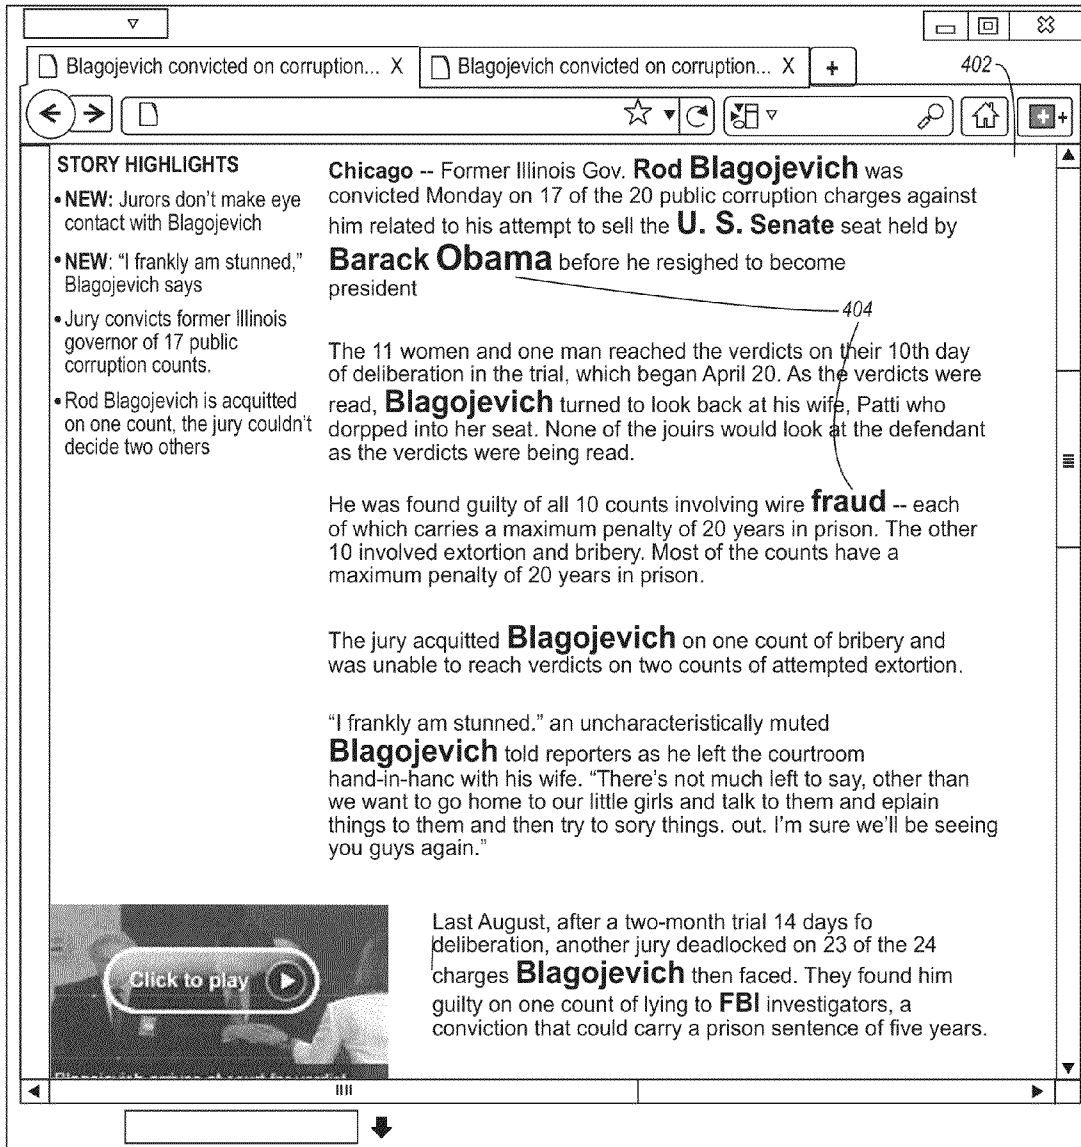 Blagojevich convicted on corruption... X
Blagojevich convicted on corruption... X
+
402
STORY HIGHLIGHTS
• NEW: Jurors don't make eye
contact with Blagojevich
• NEW: “I frankly am stunned,”
Blagojevich says
• Jury convicts former Illinois
governor of 17 public
corruption counts.
• Rod Blagojevich is acquitted
on one count, the jury couldn't
decide two others
Chicago -- Former Illinois Gov. Rod Blagojevich was
convicted Monday on 17 of the 20 public corruption charges against
him related to his attempt to sell the U. S. Senate seat held by
Barack Obama before he resighed to become
president
404
The 11 women and one man reached the verdicts on their 10th day
of deliberation in the trial, which began April 20. As the verdicts were
read, Blagojevich turned to look back at his wife, Patti who
dorpped into her seat. None of the jouirs would look at the defendant
as the verdicts were being read.
He was found guilty of all 10 counts involving wire fraud -- each
of which carries a maximum penalty of 20 years in prison. The other
10 involved extortion and bribery. Most of the counts have a
maximum penalty of 20 years in prison.
The jury acquitted Blagojevich on one count of bribery and
was unable to reach verdicts on two counts of attempted extortion.
“I frankly am stunned.” an uncharacteristically muted
Blagojevich told reporters as he left the courtroom
hand-in-hanc with his wife. “There's not much left to say, other than
we want to go home to our little girls and talk to them and eplain
things to them and then try to sory things. out. I'm sure we'll be seeing
you guys again.”
Click to play
Last August, after a two-month trial 14 days fo
deliberation, another jury deadlocked on 23 of the 24
charges Blagojevich then faced. They found him
guilty on one count of lying to FBI investigators, a
conviction that could carry a prison sentence of five years.